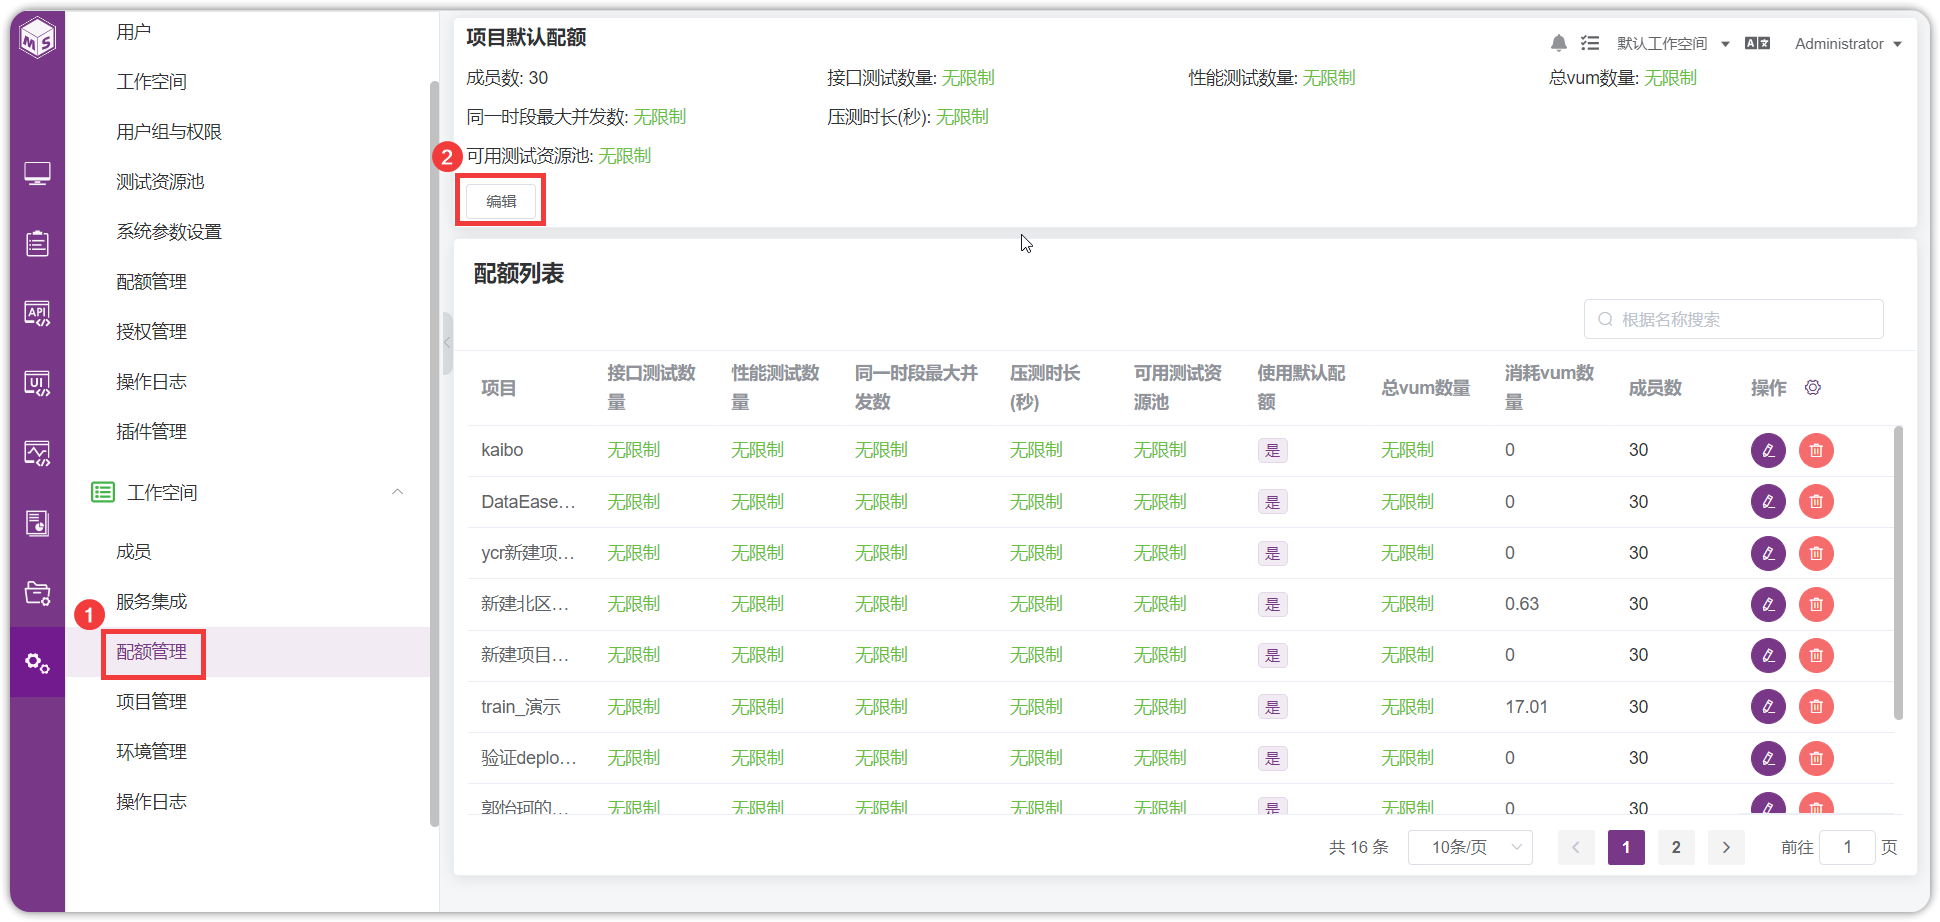 MS
API
UI
用户
工作空间
用户组与权限
测试资源池
系统参数设置
配额管理
授权管理
操作日志
插件管理
工作空间
成员
服务集成
1
配额管理
项目管理
环境管理
操作日志
项目默认配额
默认工作空间
Administrator
成员数: 30 接口测试数量: 无限制 性能测试数量: 无限制 总vum数量: 无限制
同一时段最大并发数: 无限制 压测时长(秒): 无限制
2
可用测试资源池: 无限制
编辑
配额列表
根据名称搜索
项目 接口测试数量 性能测试数量 同一时段最大并发数 压测时长(秒) 可用测试资源池 使用默认配额 总vum数量 消耗vum数量 成员数 操作
kaibo 无限制 无限制 无限制 无限制 无限制 是 无限制 0 30
DataEase... 无限制 无限制 无限制 无限制 无限制 是 无限制 0 30
ycr新建项... 无限制 无限制 无限制 无限制 无限制 是 无限制 0 30
新建北区... 无限制 无限制 无限制 无限制 无限制 是 无限制 0.63 30
新建项目... 无限制 无限制 无限制 无限制 无限制 是 无限制 0 30
train_演示 无限制 无限制 无限制 无限制 无限制 是 无限制 17.01 30
验证deplo... 无限制 无限制 无限制 无限制 无限制 是 无限制 0 30
郭怡珂的... 无限制 无限制 无限制 无限制 无限制 是 无限制 0 30
共 16 条 10条/页 1 2 前往 1 页